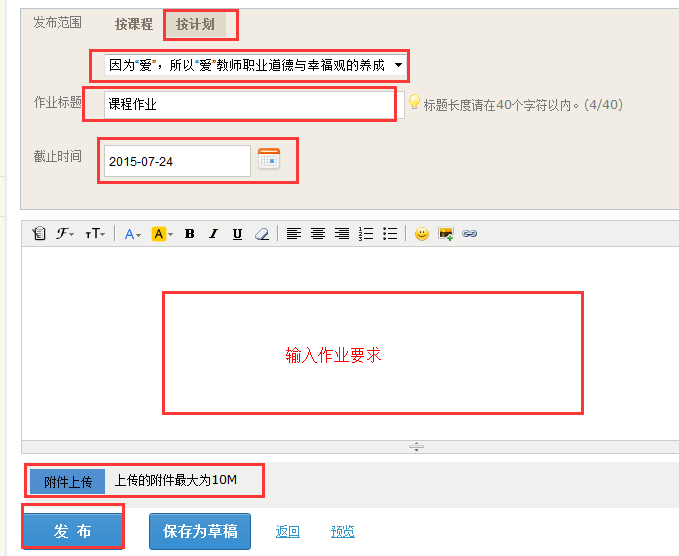 发布范围 按课程 按计划
因为“爱”，所以“爱”教师职业道德与幸福观的养成
作业标题 课程作业 标题长度请在40个字符以内。(4/40)
截止时间 2015-07-24
ℱ тT A A B I U
输入作业要求
附件上传 上传的附件最大为10M
发 布 保存为草稿 返回 预览